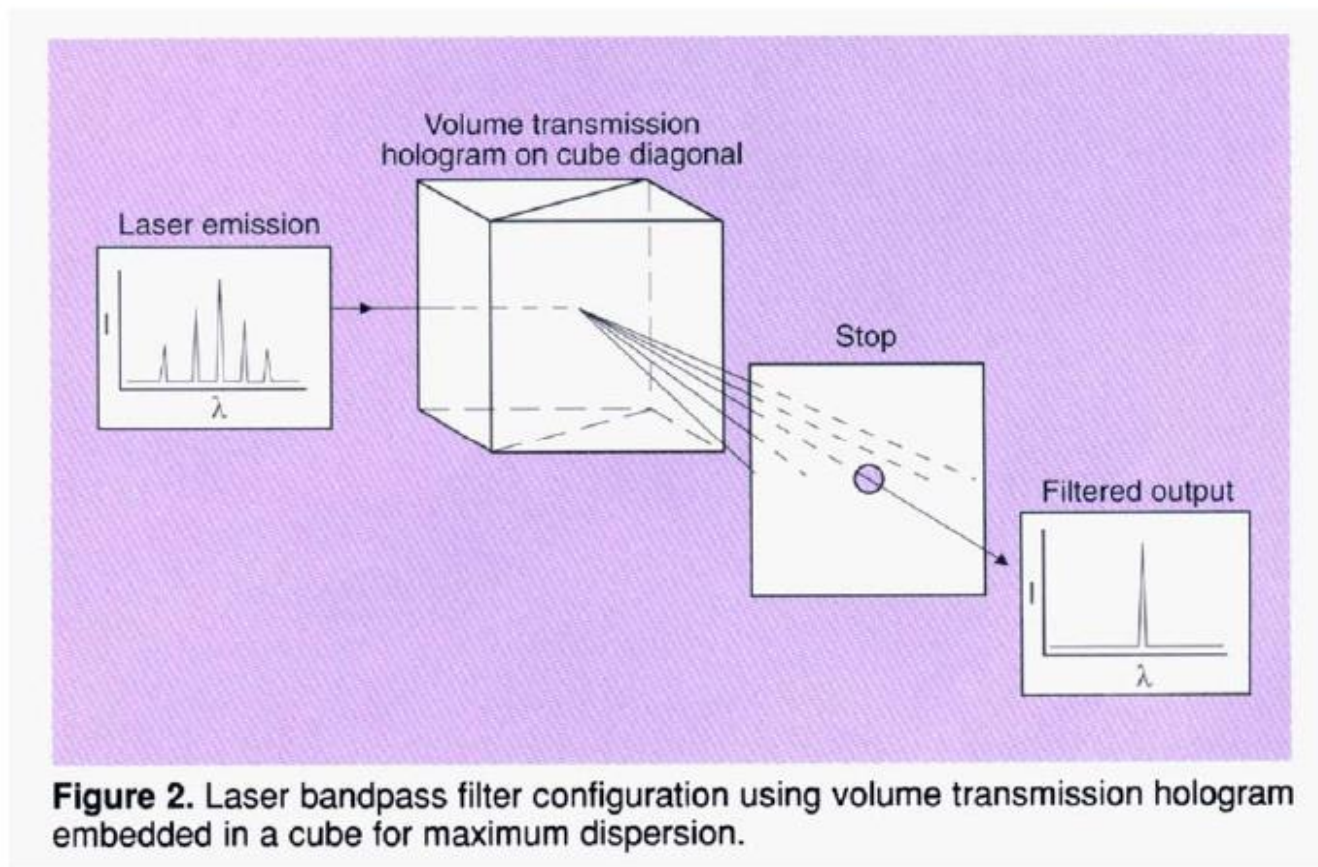 Volume transmission
hologram on cube diagonal
Laser emission
I
λ
Stop
Filtered output
I
λ
Figure 2. Laser bandpass filter configuration using volume transmission hologram
embedded in a cube for maximum dispersion.